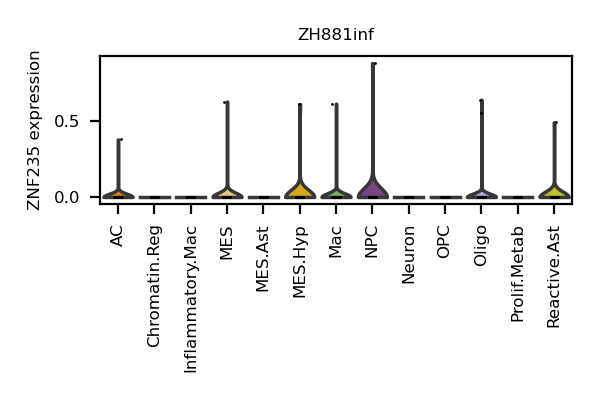 ZH881inf
ZNF235 expression
0.5
0.0
AC
Chromatin.Reg
Inflammatory.Mac
MES
MES.Ast
MES.Hyp
Mac
NPC
Neuron
OPC
Oligo
Prolif.Metab
Reactive.Ast